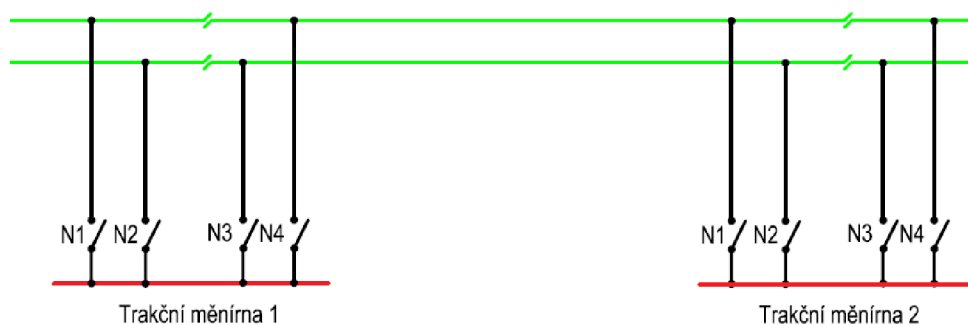 N1 N2 N3 N4 N1 N2 N3 N4
Trakční měnírna 1 Trakční měnírna 2